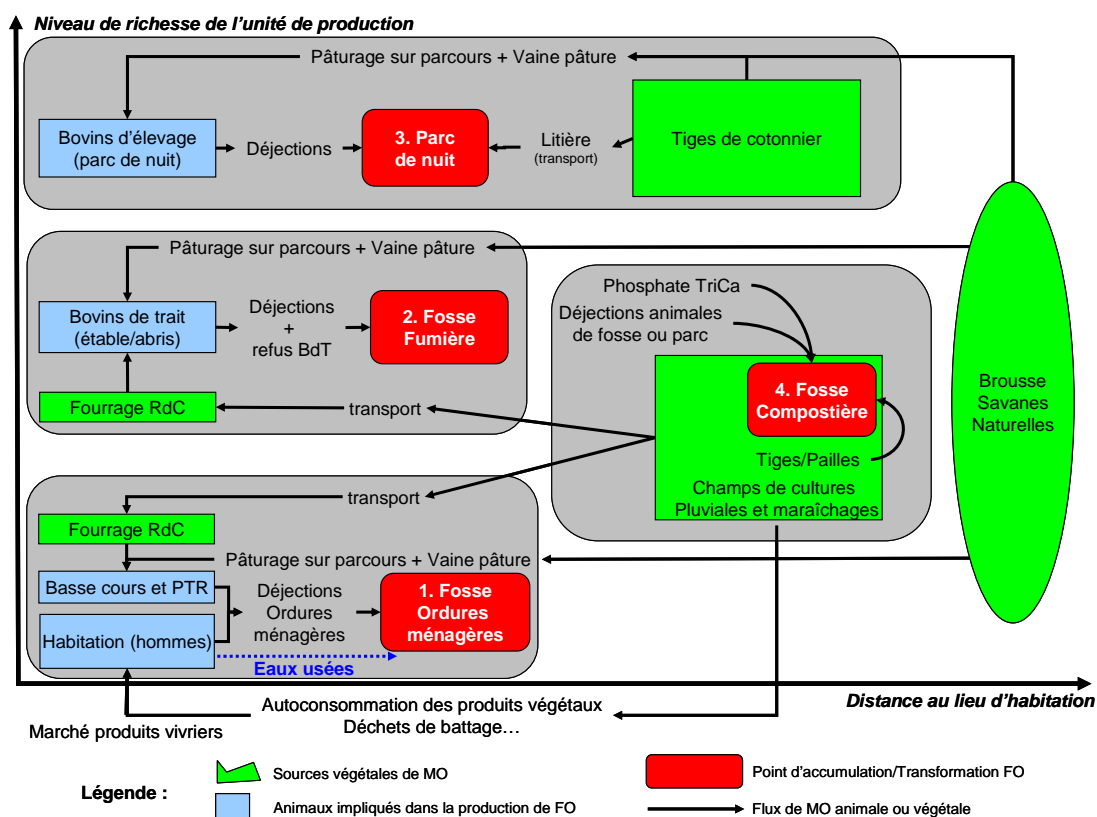 Niveau de richesse de l'unité de production
Pâturage sur parcours + Vaine pâture
Bovins d'élevage
(parc de nuit)
Déjections
3. Parc
de nuit
Litière
(transport)
Tiges de cotonnier
Pâturage sur parcours + Vaine pâture
Bovins de trait
(étable/abris)
Déjections
+
refus BdT
2. Fosse
Fumière
Fourrage RdC
transport
Phosphate TriCa
Déjections animales
de fosse ou parc
4. Fosse
Compostière
Tiges/Pailles
Champs de cultures
Pluviales et maraîchages
Brousse
Savanes
Naturelles
transport
Fourrage RdC
Pâturage sur parcours + Vaine pâture
Basse cours et PTR
Habitation (hommes)
Déjections
Ordures
ménagères
1. Fosse
Ordures
ménagères
Eaux usées
Distance au lieu d'habitation
Autoconsommation des produits végétaux
Déchets de battage…
Marché produits vivriers
Légende :
Sources végétales de MO
Animaux impliqués dans la production de FO
Point d'accumulation/Transformation FO
Flux de MO animale ou végétale